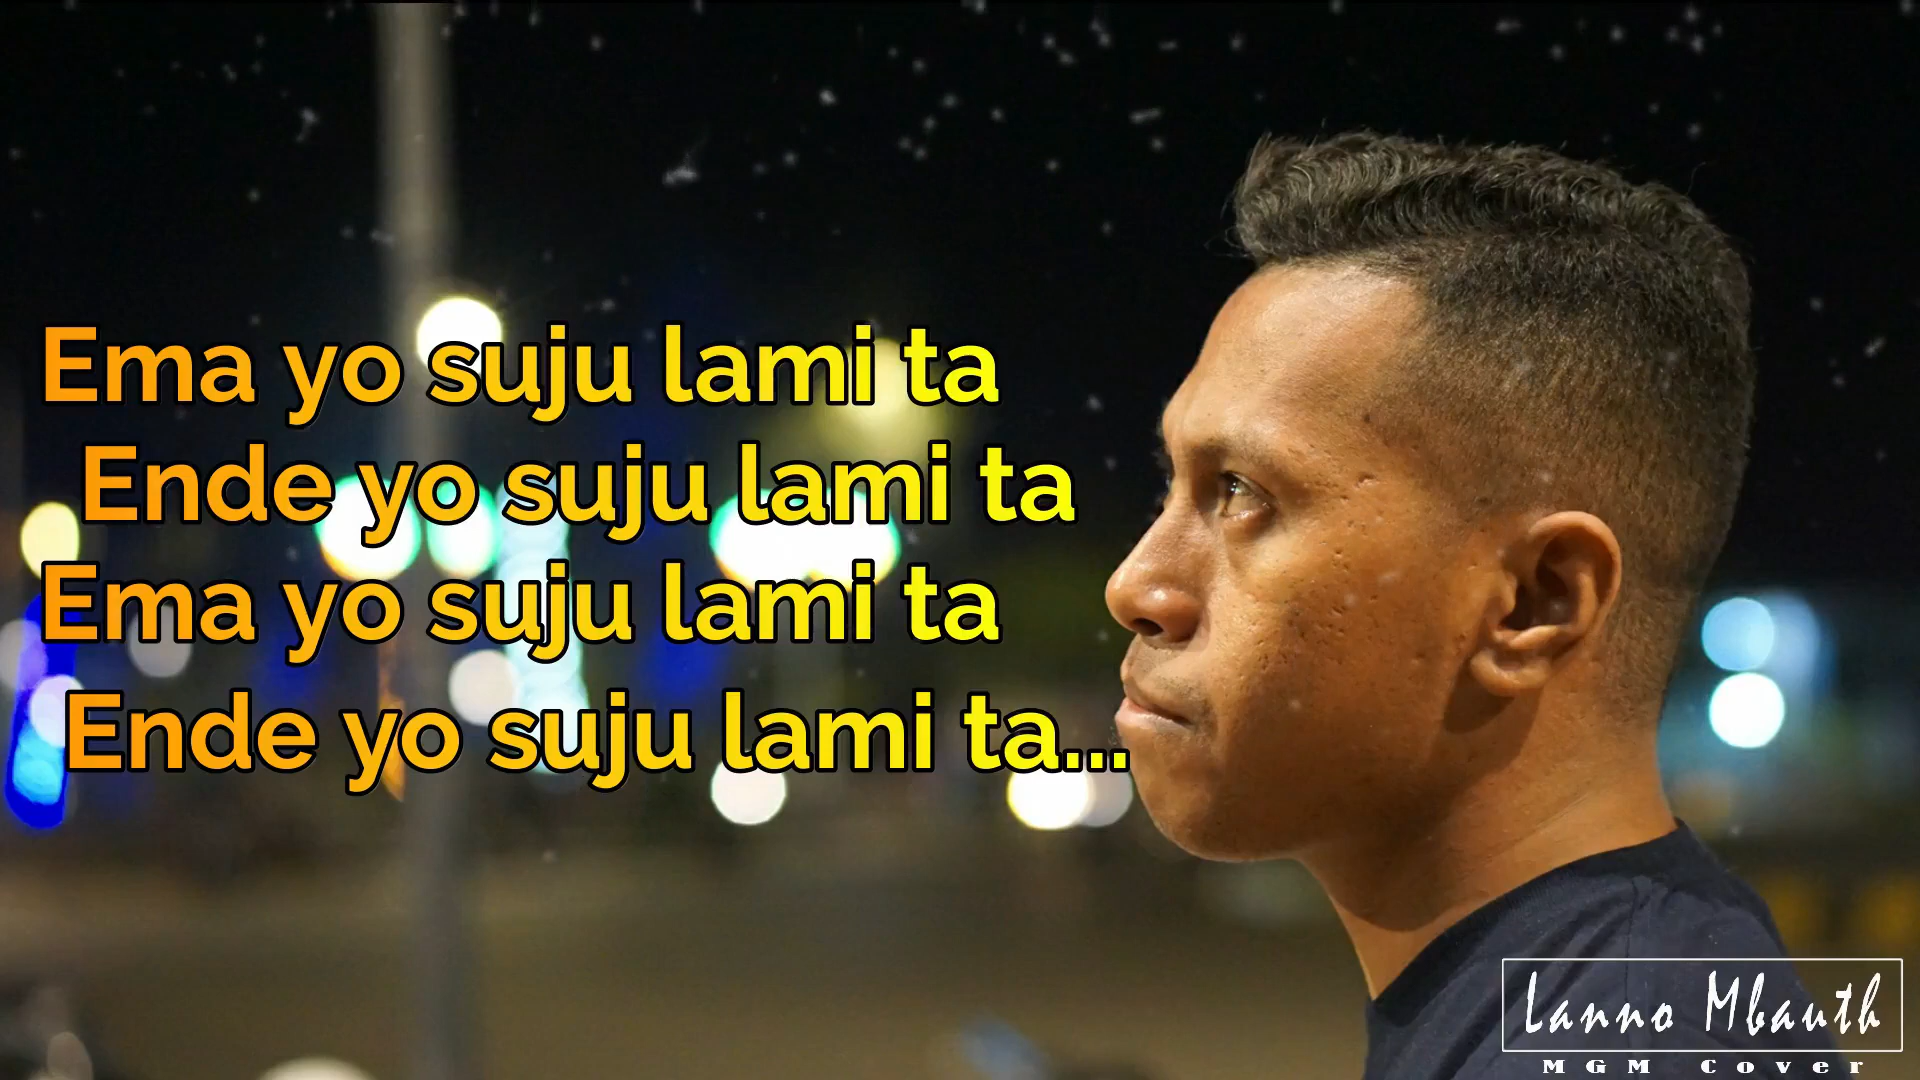 Ema yo suju lami ta
Ende yo suju lami ta
Ema yo suju lami ta
Ende yo suju lami ta...
Lanno Mbauth
MGM Cover